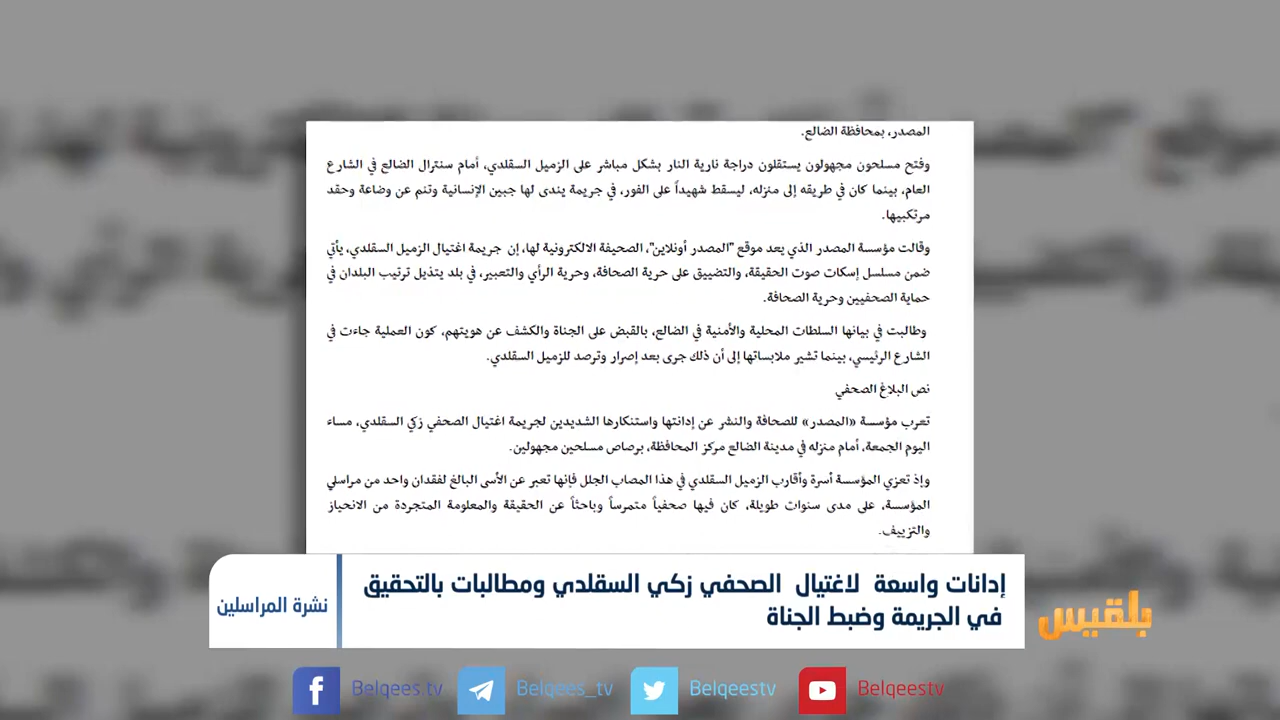 المصدر، بمحافظة الضالع.
وفتح مسلحون مجهولون يستقلون دراجة نارية النار بشكل مباشر على الزميل السقلدي، أمام سنترال الضالع في الشارع
العام، بينما كان في طريقه إلى منزله، ليسقط شهيداً على الفور، في جريمة يندى لها جبين الإنسانية وتنم عن وضاعة وحقد
مرتكبيها.
وقالت مؤسسة المصدر الذي يعد موقع "المصدر أونلاين"، الصحيفة الالكترونية لها، إن جريمة اغتيال الزميل السقلدي، يأتي
ضمن مسلسل إسكات صوت الحقيقة، والتضييق على حرية الصحافة، وحرية الرأي والتعبير، في بلد يتذيل ترتيب البلدان في
حماية الصحفيين وحرية الصحافة.
وطالبت في بيانها السلطات المحلية والأمنية في الضالع، بالقبض على الجناة والكشف عن هويتهم، كون العملية جاءت في
الشارع الرئيسي، بينما تشير ملابساتها إلى أن ذلك جرى بعد إصرار وترصد للزميل السقلدي.
نص البلاغ الصحفي
تعرب مؤسسة «المصدر» للصحافة والنشر عن إدانتها واستنكارها الشديدين لجريمة اغتيال الصحفي زكي السقلدي، مساء
اليوم الجمعة، أمام منزله في مدينة الضالع مركز المحافظة، برصاص مسلحين مجهولين.
وإذ تعزي المؤسسة أسرة وأقارب الزميل السقلدي في هذا المصاب الجلل فإنها تعبر عن الأسى البالغ لفقدان واحد من مراسلي
المؤسسة، على مدى سنوات طويلة، كان فيها صحفياً متمرساً وباحثاً عن الحقيقة والمعلومة المتجردة من الانحياز
والتزييف.
إدانات واسعة لاغتيال الصحفي زكي السقلدي ومطالبات بالتحقيق
في الجريمة وضبط الجناة
نشرة المراسلين
بلقيس
Belqees.tv
Belqees_tv
Belqeestv
Belqeestv